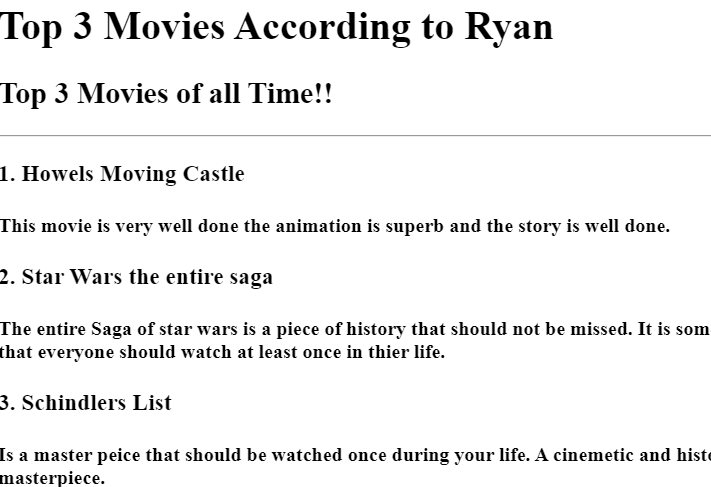 Top 3 Movies According to Ryan
Top 3 Movies of all Time!!
1. Howels Moving Castle
This movie is very well done the animation is superb and the story is well done.
2. Star Wars the entire saga
The entire Saga of star wars is a piece of history that should not be missed. It is som
that everyone should watch at least once in thier life.
3. Schindlers List
Is a master peice that should be watched once during your life. A cinemetic and histo
masterpiece.